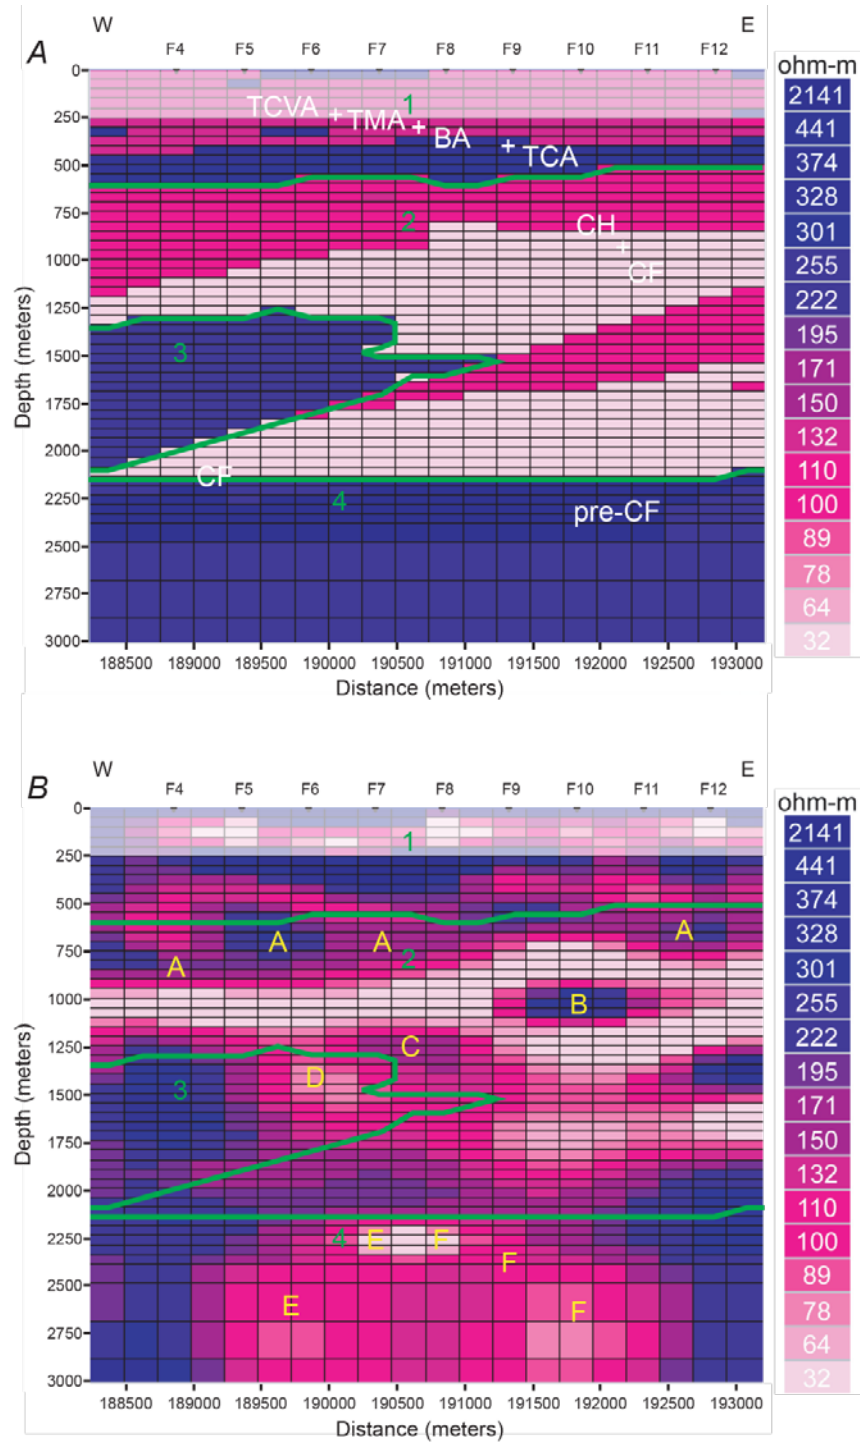 W E
A F4 F5 F6 F7 F8 F9 F10 F11 F12
ohm-m
2141
441
374
328
301
255
222
195
171
150
132
110
100
89
78
64
32
Depth (meters)
0
250
500
750
1000
1250
1500
1750
2000
2250
2500
2750
3000
1
TCVA + TMA + BA + TCA
2
CH + CF
3
CF
4
pre-CF
188500 189000 189500 190000 190500 191000 191500 192000 192500 193000
Distance (meters)
W E
B F4 F5 F6 F7 F8 F9 F10 F11 F12
ohm-m
2141
441
374
328
301
255
222
195
171
150
132
110
100
89
78
64
32
Depth (meters)
0
250
500
750
1000
1250
1500
1750
2000
2250
2500
2750
3000
1
A A A A
2
B
C
3 D
4 E F
F
E F
188500 189000 189500 190000 190500 191000 191500 192000 192500 193000
Distance (meters)